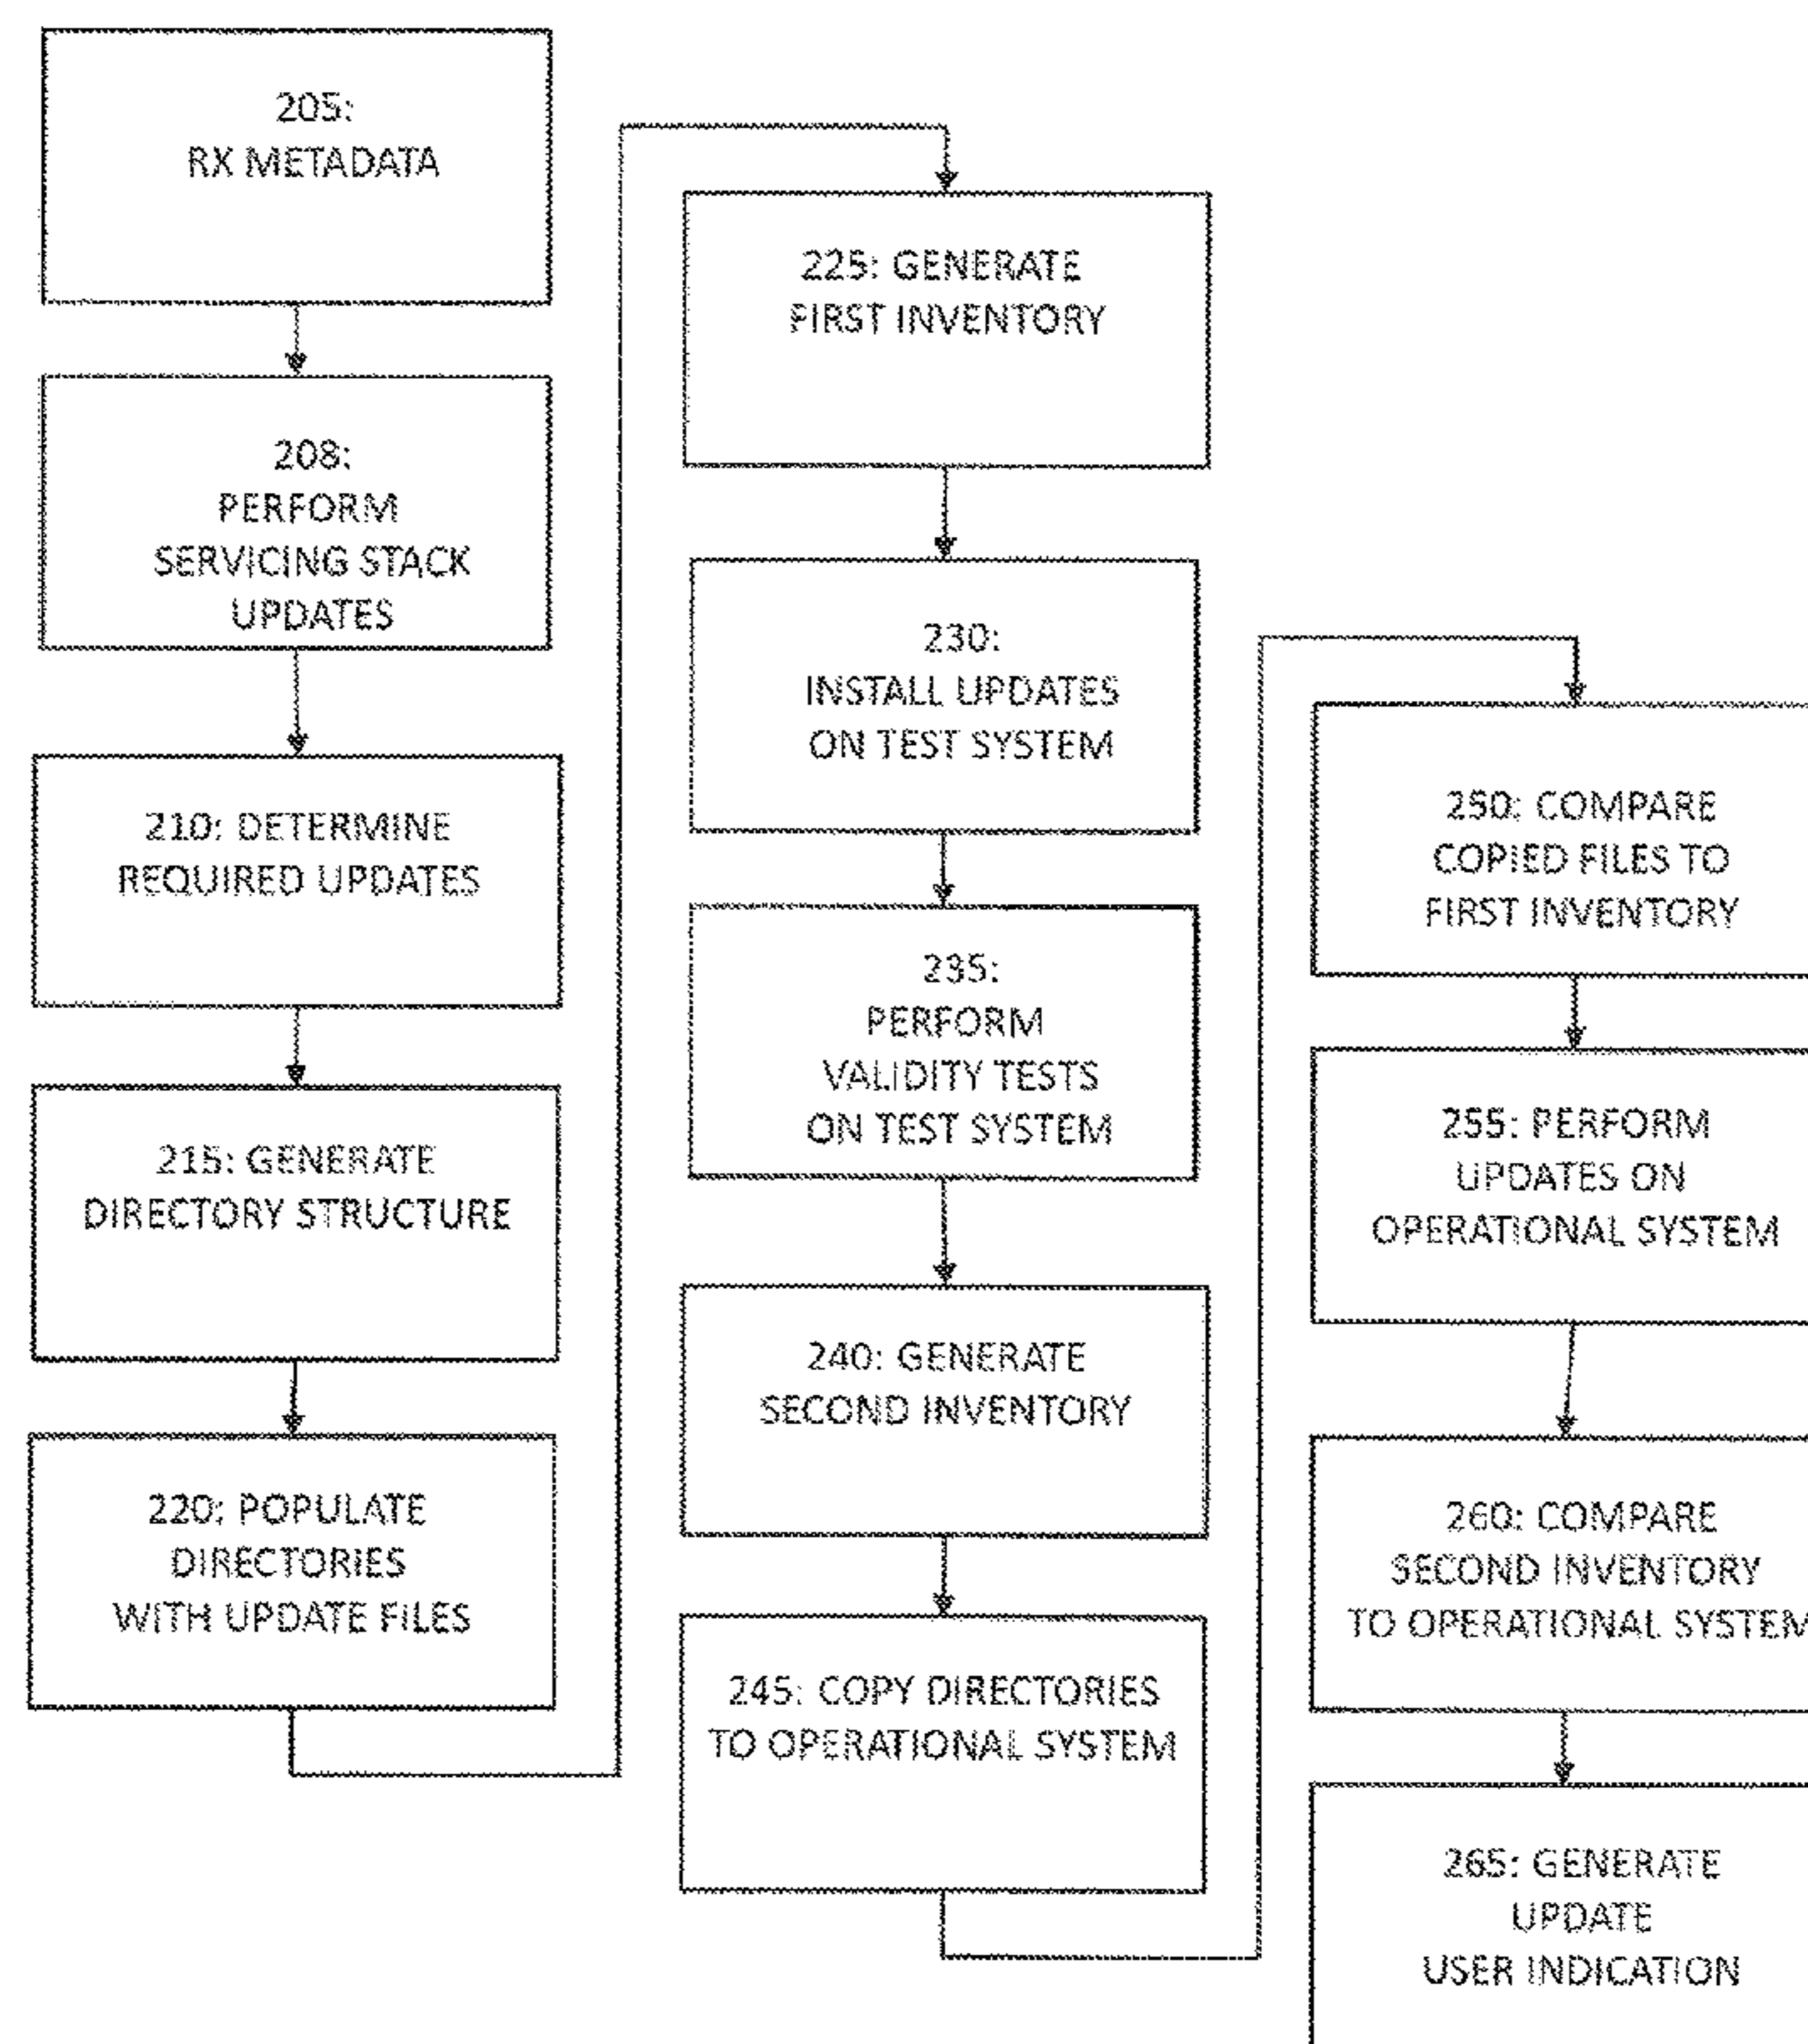 205:
RX METADATA
208:
PERFORM
SERVICING STACK
UPDATES
210: DETERMINE
REQUIRED UPDATES
215: GENERATE
DIRECTORY STRUCTURE
220: POPULATE
DIRECTORIES
WITH UPDATE FILES
225: GENERATE
FIRST INVENTORY
230:
INSTALL UPDATES
ON TEST SYSTEM
235:
PERFORM
VALIDITY TESTS
ON TEST SYSTEM
240: GENERATE
SECOND INVENTORY
245: COPY DIRECTORIES
TO OPERATIONAL SYSTEM
250: COMPARE
COPIED FILES TO
FIRST INVENTORY
255: PERFORM
UPDATES ON
OPERATIONAL SYSTEM
260: COMPARE
SECOND INVENTORY
TO OPERATIONAL SYSTEM
265: GENERATE
UPDATE
USER INDICATION